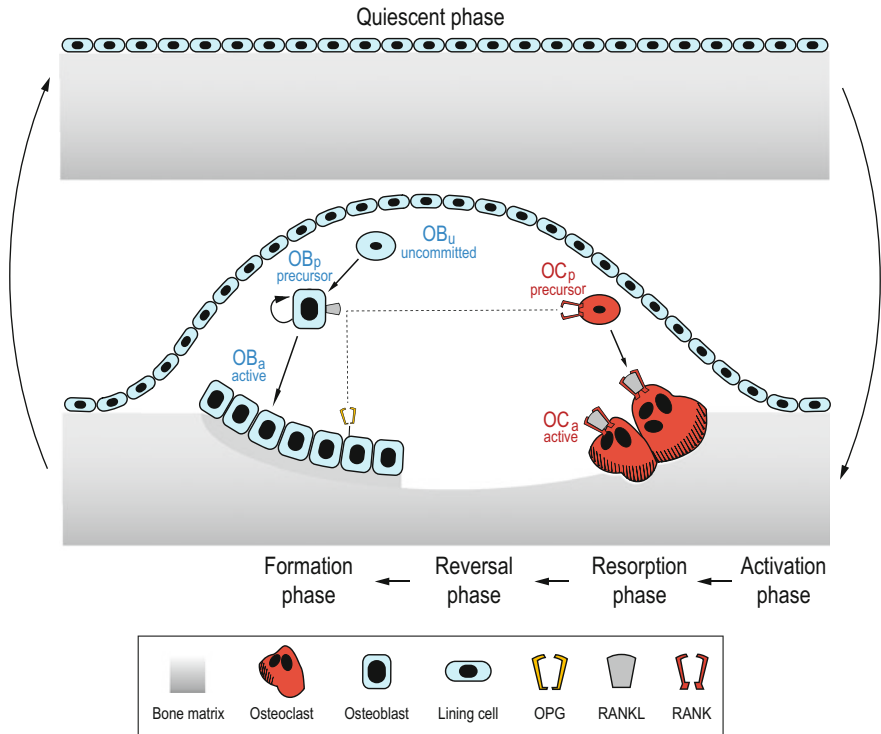 Quiescent phase
OBu
uncommitted
OBp
precursor
OCp
precursor
OBa
active
OCa
active
Formation phase
Reversal phase
Resorption phase
Activation phase
Bone matrix
Osteoclast
Osteoblast
Lining cell
OPG
RANKL
RANK